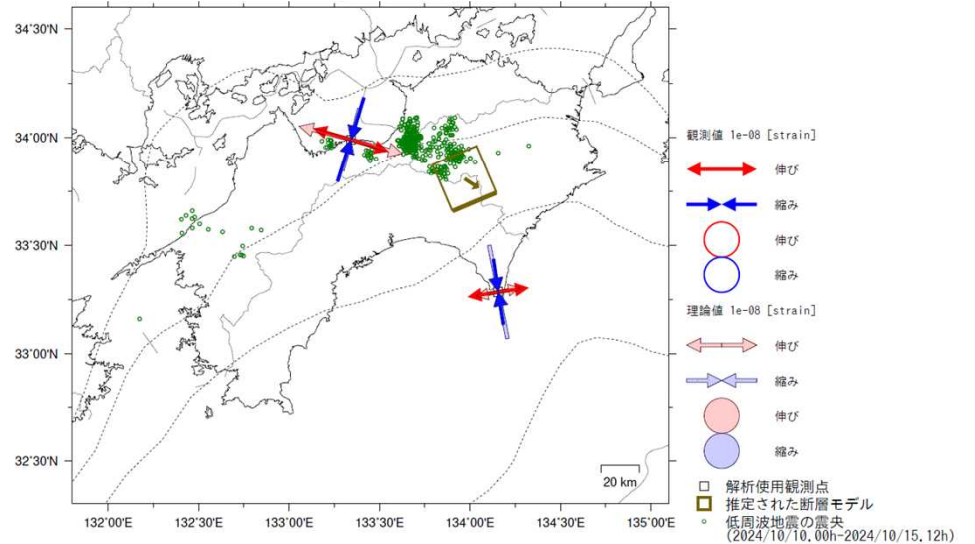 34°30'N
34°00'N
33°30'N
33°00'N
32°30'N
132°00'E
132°30'E
133°00'E
133°30'E
134°00'E
134°30'E
135°00'E
20 km
観測値 1e-08 [strain]
伸び
縮み
伸び
縮み
理論値 1e-08 [strain]
伸び
縮み
伸び
縮み
解析使用観測点
推定された断層モデル
低周波地震の震央
(2024/10/10.00h-2024/10/15.12h)